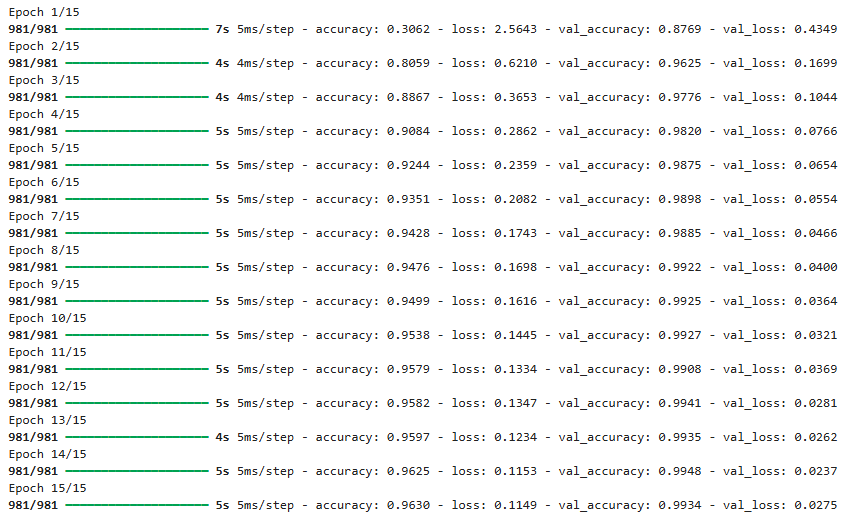 Epoch 1/15
981/981 ━━━━━━━━━━━━━━━━━━━━ 7s 5ms/step - accuracy: 0.3062 - loss: 2.5643 - val_accuracy: 0.8769 - val_loss: 0.4349
Epoch 2/15
981/981 ━━━━━━━━━━━━━━━━━━━━ 4s 4ms/step - accuracy: 0.8059 - loss: 0.6210 - val_accuracy: 0.9625 - val_loss: 0.1699
Epoch 3/15
981/981 ━━━━━━━━━━━━━━━━━━━━ 4s 4ms/step - accuracy: 0.8867 - loss: 0.3653 - val_accuracy: 0.9776 - val_loss: 0.1044
Epoch 4/15
981/981 ━━━━━━━━━━━━━━━━━━━━ 5s 5ms/step - accuracy: 0.9084 - loss: 0.2862 - val_accuracy: 0.9820 - val_loss: 0.0766
Epoch 5/15
981/981 ━━━━━━━━━━━━━━━━━━━━ 5s 5ms/step - accuracy: 0.9244 - loss: 0.2359 - val_accuracy: 0.9875 - val_loss: 0.0654
Epoch 6/15
981/981 ━━━━━━━━━━━━━━━━━━━━ 5s 5ms/step - accuracy: 0.9351 - loss: 0.2082 - val_accuracy: 0.9898 - val_loss: 0.0554
Epoch 7/15
981/981 ━━━━━━━━━━━━━━━━━━━━ 5s 5ms/step - accuracy: 0.9428 - loss: 0.1743 - val_accuracy: 0.9885 - val_loss: 0.0466
Epoch 8/15
981/981 ━━━━━━━━━━━━━━━━━━━━ 5s 5ms/step - accuracy: 0.9476 - loss: 0.1698 - val_accuracy: 0.9922 - val_loss: 0.0400
Epoch 9/15
981/981 ━━━━━━━━━━━━━━━━━━━━ 5s 5ms/step - accuracy: 0.9499 - loss: 0.1616 - val_accuracy: 0.9925 - val_loss: 0.0364
Epoch 10/15
981/981 ━━━━━━━━━━━━━━━━━━━━ 5s 5ms/step - accuracy: 0.9538 - loss: 0.1445 - val_accuracy: 0.9927 - val_loss: 0.0321
Epoch 11/15
981/981 ━━━━━━━━━━━━━━━━━━━━ 5s 5ms/step - accuracy: 0.9579 - loss: 0.1334 - val_accuracy: 0.9908 - val_loss: 0.0369
Epoch 12/15
981/981 ━━━━━━━━━━━━━━━━━━━━ 5s 5ms/step - accuracy: 0.9582 - loss: 0.1347 - val_accuracy: 0.9941 - val_loss: 0.0281
Epoch 13/15
981/981 ━━━━━━━━━━━━━━━━━━━━ 4s 5ms/step - accuracy: 0.9597 - loss: 0.1234 - val_accuracy: 0.9935 - val_loss: 0.0262
Epoch 14/15
981/981 ━━━━━━━━━━━━━━━━━━━━ 5s 5ms/step - accuracy: 0.9625 - loss: 0.1153 - val_accuracy: 0.9948 - val_loss: 0.0237
Epoch 15/15
981/981 ━━━━━━━━━━━━━━━━━━━━ 5s 5ms/step - accuracy: 0.9630 - loss: 0.1149 - val_accuracy: 0.9934 - val_loss: 0.0275